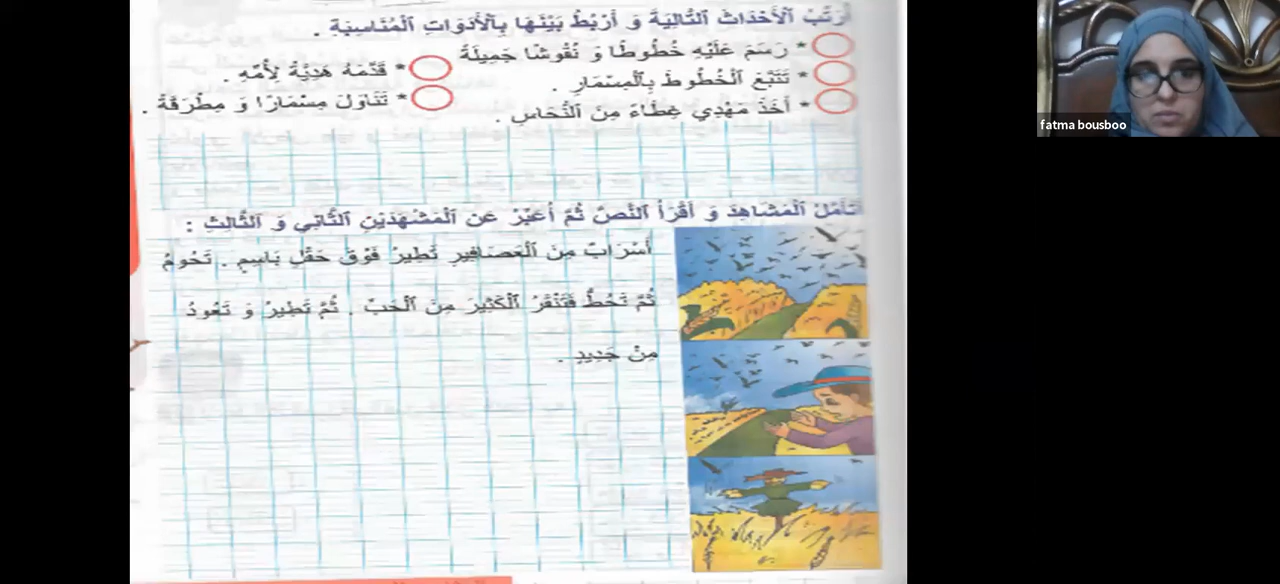 أُرَتِّبُ ٱلْأَحْدَاثَ ٱلتَّالِيَةَ وَ أَرْبُطُ بَيْنَهَا بِٱلْأَدَوَاتِ ٱلْمُنَاسِبَةِ .
* رَسَمَ عَلَيْهِ خُطُوطًا وَ نُقُوشًا جَمِيلَةً
* قَدَّمَهُ هَدِيَّةً لِأُمِّهِ .
* تَتَبَّعَ ٱلْخُطُوطَ بِٱلْمِسْمَارِ .
* تَنَاوَلَ مِسْمَارًا وَ مِطْرَقَةً .
* أَخَذَ مَهْدِي غِطَاءً مِنَ ٱلنُّحَاسِ .
أَتَأَمَّلُ ٱلْمَشَاهِدَ وَ أَقْرَأُ ٱلنَّصَّ ثُمَّ أُعَبِّرُ عَنِ ٱلْمَشْهَدَيْنِ ٱلثَّانِي وَ ٱلثَّالِثِ :
أَسْرَابٌ مِنَ ٱلْعَصَافِيرِ تَطِيرُ فَوْقَ حَقْلِ بَاسِمٍ . تَحُومُ
ثُمَّ تَحُطُّ فَتَنْقُرُ ٱلْكَثِيرَ مِنَ ٱلْحَبِّ . ثُمَّ تَطِيرُ وَ تَعُودُ
مِنْ جَدِيدٍ .
fatma bousboo